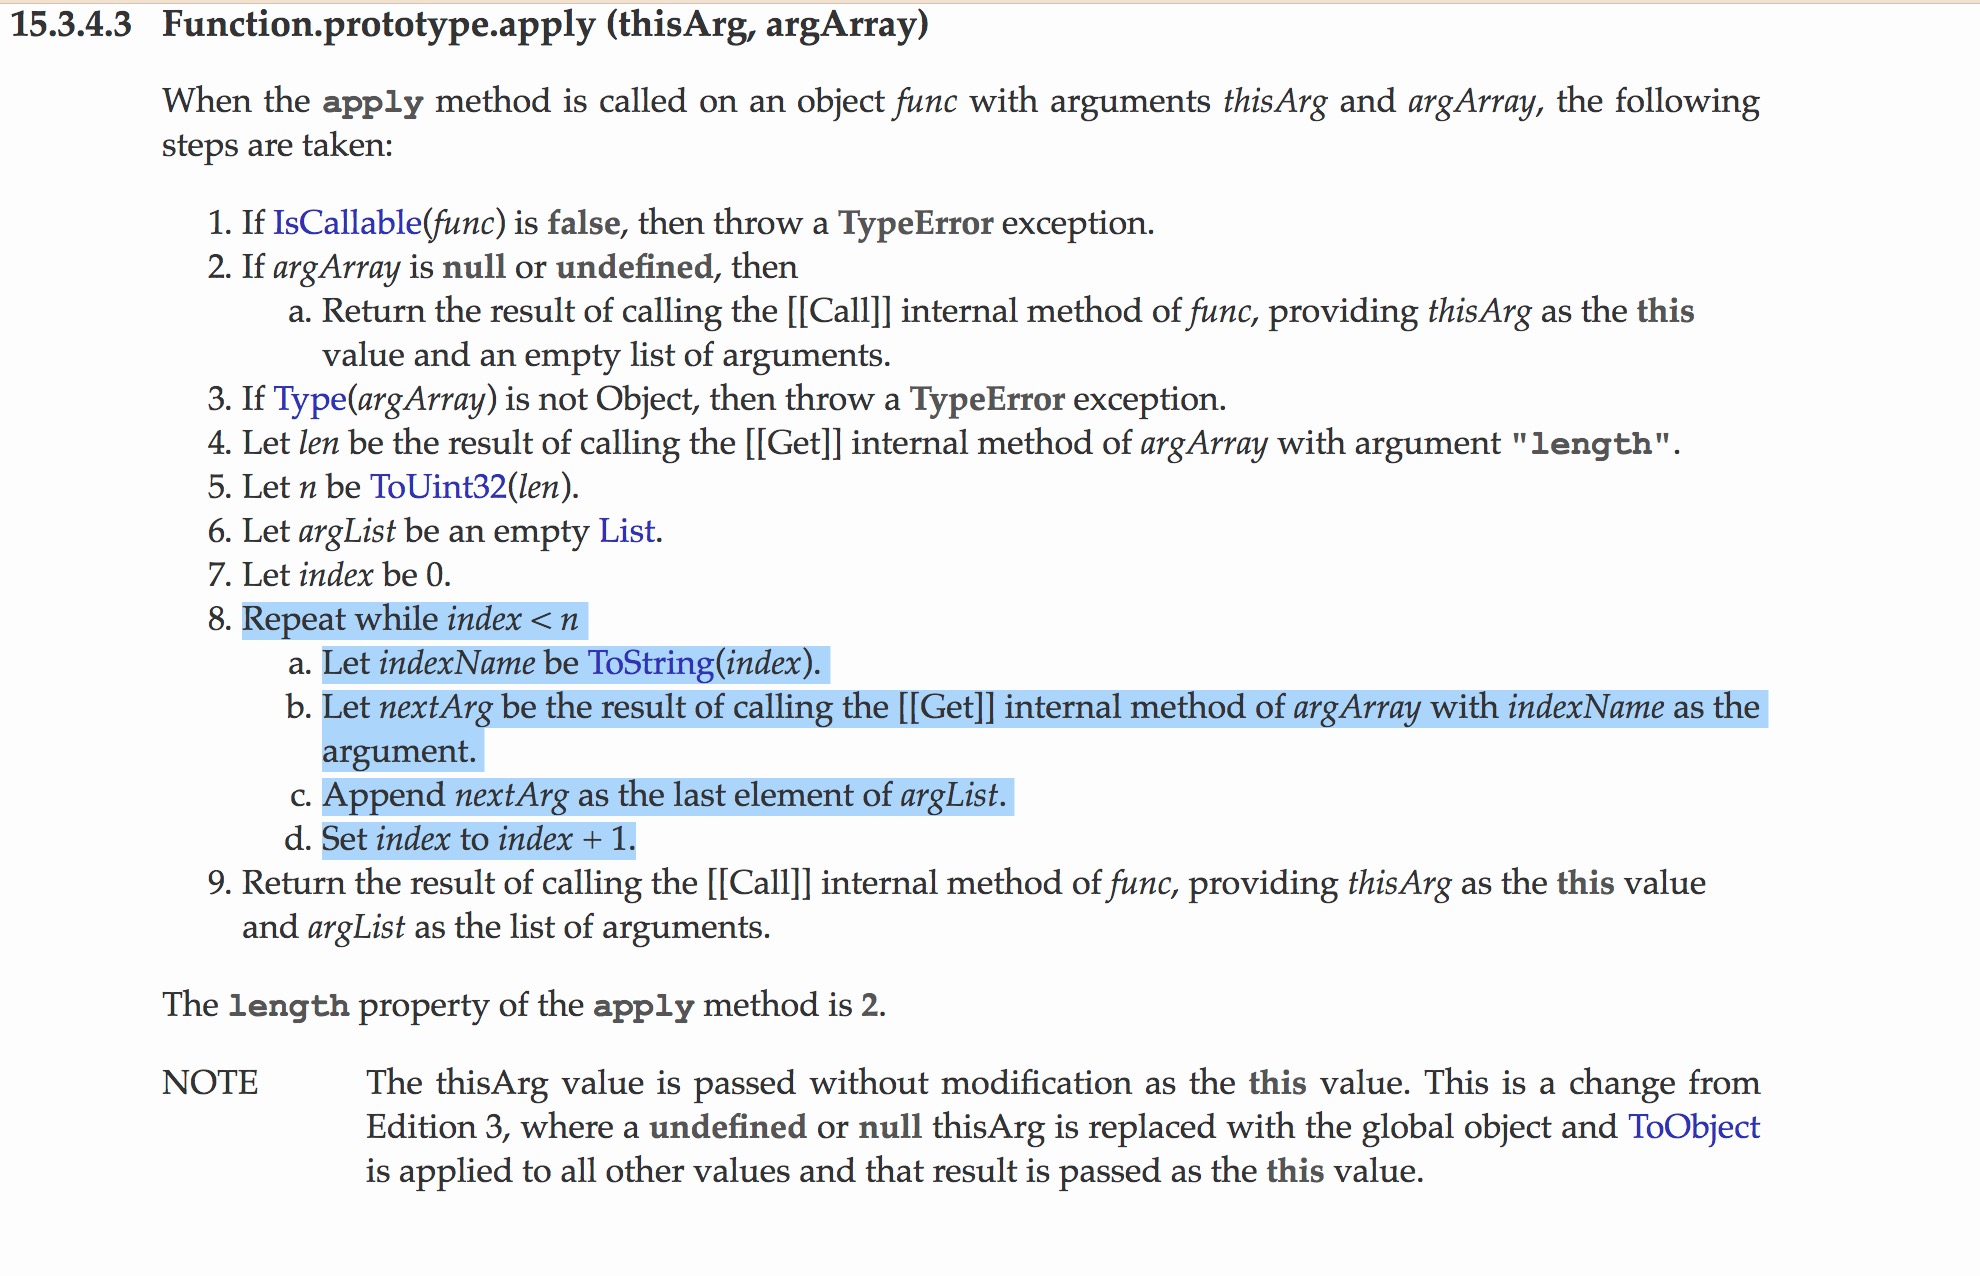 15.3.4.3 Function.prototype.apply (thisArg, argArray)
When the apply method is called on an object func with arguments thisArg and argArray, the following
steps are taken:
1. If IsCallable(func) is false, then throw a TypeError exception.
2. If argArray is null or undefined, then
a. Return the result of calling the [[Call]] internal method of func, providing thisArg as the this
value and an empty list of arguments.
3. If Type(argArray) is not Object, then throw a TypeError exception.
4. Let len be the result of calling the [[Get]] internal method of argArray with argument "length".
5. Let n be ToUint32(len).
6. Let argList be an empty List.
7. Let index be 0.
8. Repeat while index < n
a. Let indexName be ToString(index).
b. Let nextArg be the result of calling the [[Get]] internal method of argArray with indexName as the
argument.
c. Append nextArg as the last element of argList.
d. Set index to index + 1.
9. Return the result of calling the [[Call]] internal method of func, providing thisArg as the this value
and argList as the list of arguments.
The length property of the apply method is 2.
NOTE The thisArg value is passed without modification as the this value. This is a change from
Edition 3, where a undefined or null thisArg is replaced with the global object and ToObject
is applied to all other values and that result is passed as the this value.